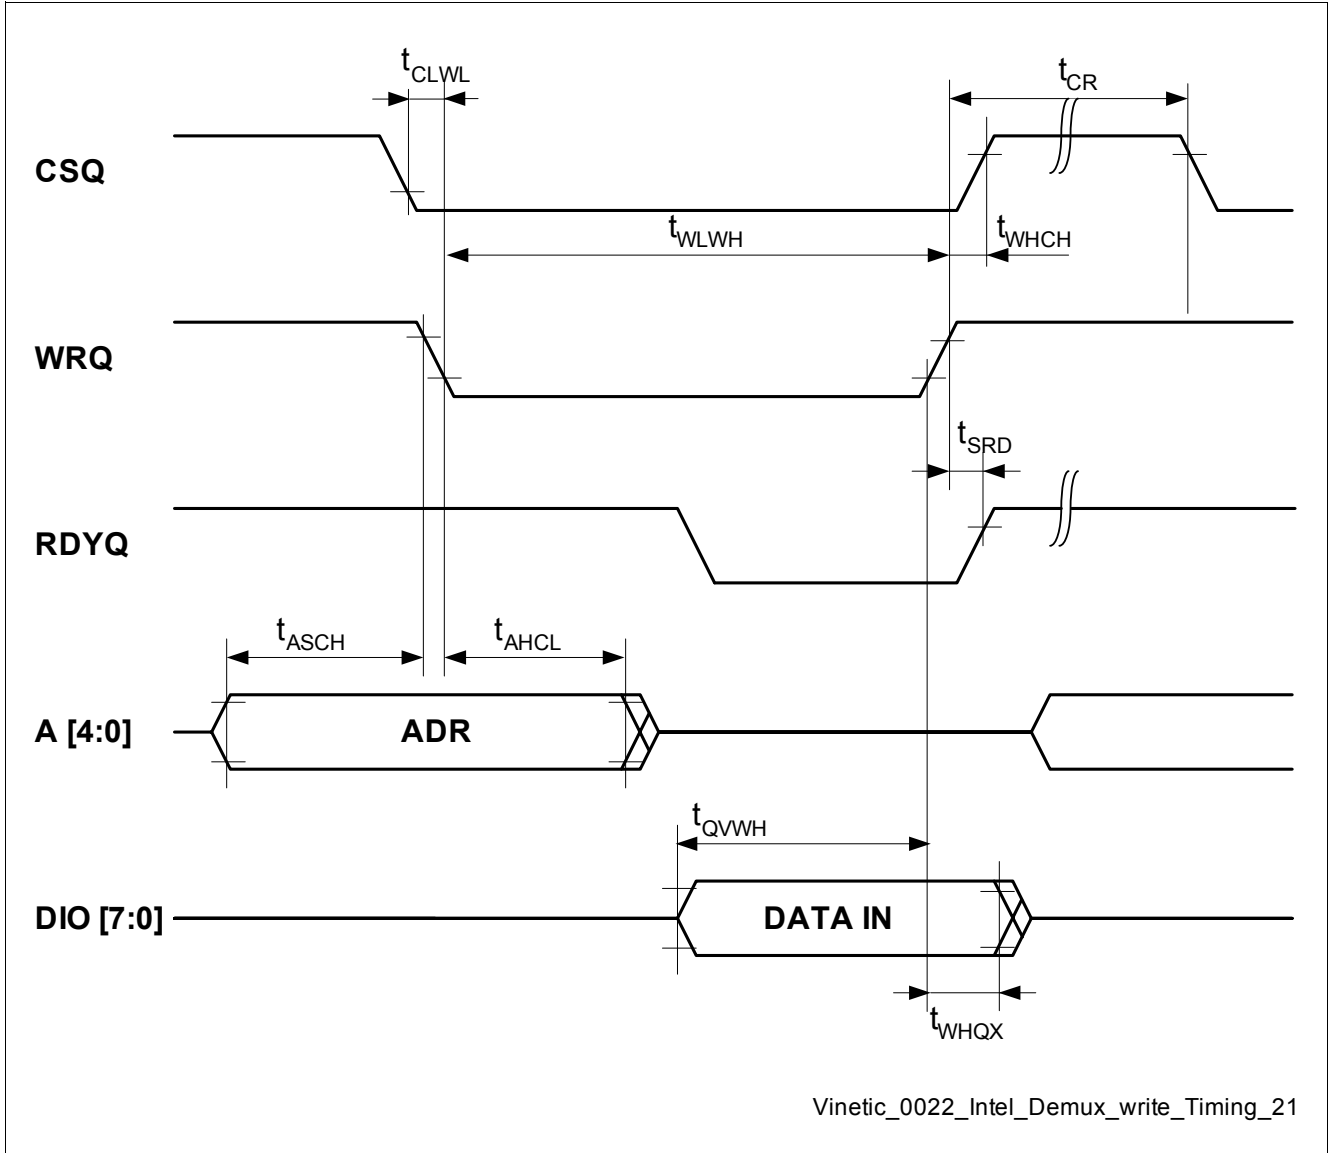 tCLWL
tCR
CSQ
tWLWH
tWHCH
WRQ
tSRD
RDYQ
tASCH
tAHCL
A [4:0]
ADR
tQVWH
DIO [7:0]
DATA IN
tWHQX
Vinetic_0022_Intel_Demux_write_Timing_21